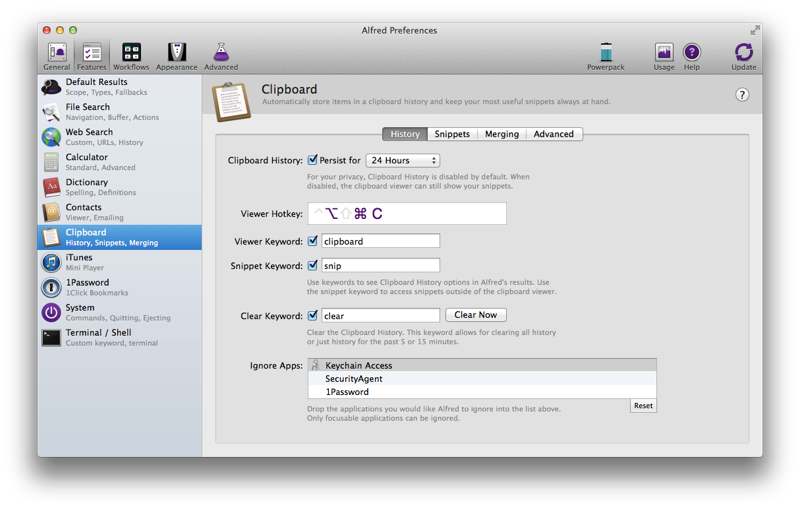 Alfred Preferences
General Features Workflows Appearance Advanced Powerpack Usage Help Update
Default Results
Scope, Types, Fallbacks
File Search
Navigation, Buffer, Actions
Web Search
Custom, URLs, History
Calculator
Standard, Advanced
Dictionary
Spelling, Definitions
Contacts
Viewer, Emailing
Clipboard
History, Snippets, Merging
iTunes
Mini Player
1Password
1Click Bookmarks
System
Commands, Quitting, Ejecting
Terminal / Shell
Custom keyword, terminal
Clipboard
Automatically store items in a clipboard history and keep your most useful snippets always at hand.
?
History Snippets Merging Advanced
Clipboard History: Persist for 24 Hours
For your privacy, Clipboard History is disabled by default. When
disabled, the clipboard viewer can still show your snippets.
Viewer Hotkey: ^⌥⇧⌘ C
Viewer Keyword: clipboard
Snippet Keyword: snip
Use keywords to see Clipboard History options in Alfred's results. Use
the snippet keyword to access snippets outside of the clipboard viewer.
Clear Keyword: clear Clear Now
Clear the Clipboard History. This keyword allows for clearing all history
or just history for the past 5 or 15 minutes.
Ignore Apps: Keychain Access
SecurityAgent
1Password
Reset
Drop the applications you would like Alfred to ignore into the list above.
Only focusable applications can be ignored.